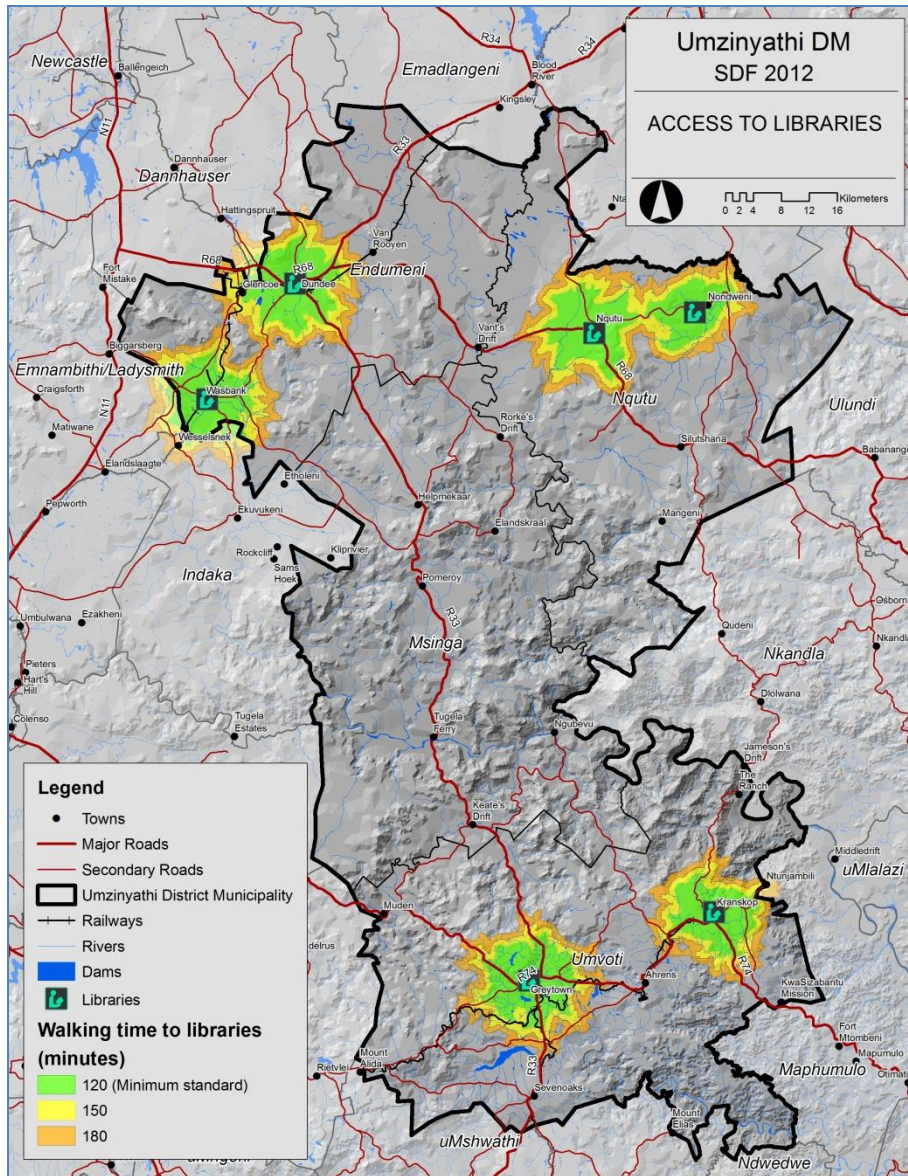 Umzinyathi DM
SDF 2012
ACCESS TO LIBRARIES
Kilometers
0 2 4 8 12 16
Newcastle
Ballengeich
Emadlangeni
R34
R34
Blood
River
Kingsley
N11
R33
Dannhauser
Dannhauser
Hattingspruit
Van
Rooyen
Endumeni
R68
R68
Glencoe
Dundee
Fort
Mistake
Nondweni
Nqutu
Vant's
Drift
R68
Biggarsberg
Emnambithi/Ladysmith
Wasbank
Nqutu
Ulundi
Craigsforth
N11
Matiwane
Wesselsnek
Rorke's
Drift
Silutshana
Babanango
Elandslaagte
Etholeni
Pepworth
Ekuvukeni
Helpmekaar
Elandskraal
Mangeni
Rockcliff
Sams
Hoek
Kliprivier
Indaka
Pomeroy
R33
Umbulwana
Ezakheni
Msinga
Qudeni
Nkandla
Pieters
Hart's
Hill
Dlolwana
Colenso
Tugela
Estates
Tugela
Ferry
Ngubevu
Jameson's
Drift
The
Ranch
Keate's
Drift
Middledrift
uMlalazi
Ntunjambili
Kranskop
Muden
Umvoti
R74
R74
Greytown
Ahrens
KwaSizabantu
Mission
Fort
Mtombeni
Mapumulo
Maphumulo
Rietvlei
Mount
Alida
R33
Sevenoaks
Mount
Elias
uMshwathi
Ndwedwe
Legend
Towns
Major Roads
Secondary Roads
Umzinyathi District Municipality
Railways
Rivers
Dams
Libraries
Walking time to libraries
(minutes)
120 (Minimum standard)
150
180